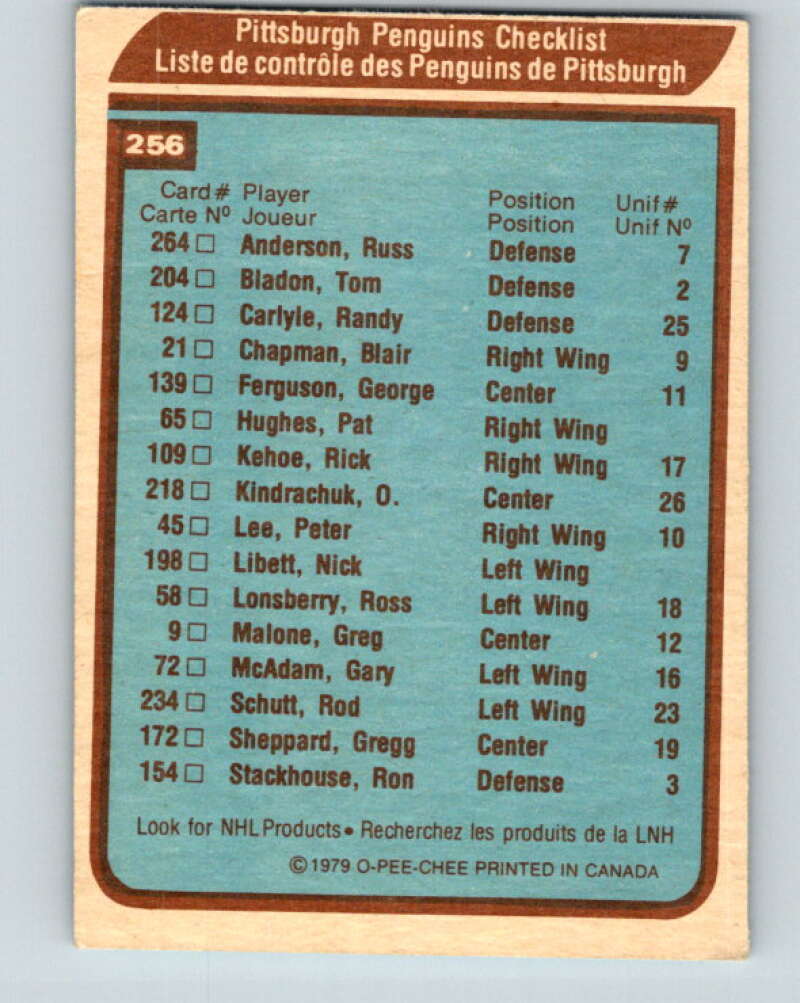 Pittsburgh Penguins Checklist
Liste de contrôle des Penguins de Pittsburgh
256
Card # Player Position Unif #
Carte Nº Joueur Position Unif Nº
264 □ Anderson, Russ Defense 7
204 □ Bladon, Tom Defense 2
124 □ Carlyle, Randy Defense 25
21 □ Chapman, Blair Right Wing 9
139 □ Ferguson, George Center 11
65 □ Hughes, Pat Right Wing
109 □ Kehoe, Rick Right Wing 17
218 □ Kindrachuk, O. Center 26
45 □ Lee, Peter Right Wing 10
198 □ Libett, Nick Left Wing
58 □ Lonsberry, Ross Left Wing 18
9 □ Malone, Greg Center 12
72 □ McAdam, Gary Left Wing 16
234 □ Schutt, Rod Left Wing 23
172 □ Sheppard, Gregg Center 19
154 □ Stackhouse, Ron Defense 3
Look for NHL Products • Recherchez les produits de la LNH
© 1979 O-PEE-CHEE PRINTED IN CANADA